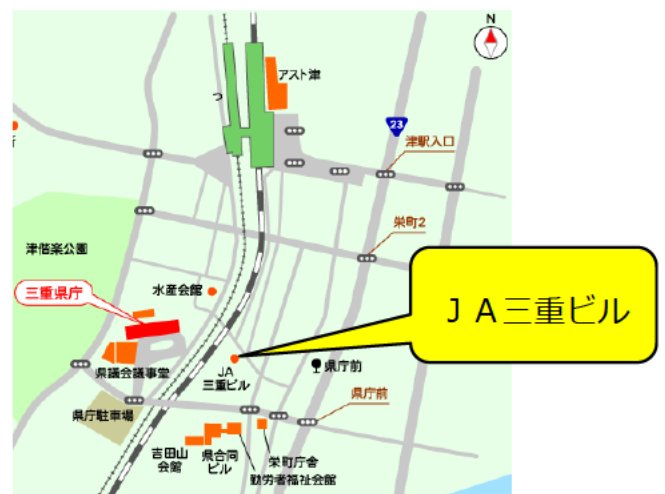 N
アスト津
つ
23
津駅入口
栄町2
津偕楽公園
三重県庁
水産会館
ＪＡ三重ビル
県議会議事堂
JA
三重ビル
県庁前
県庁前
県庁駐車場
吉田山
会館
県合同
ビル
栄町庁舎
勤労者福祉会館